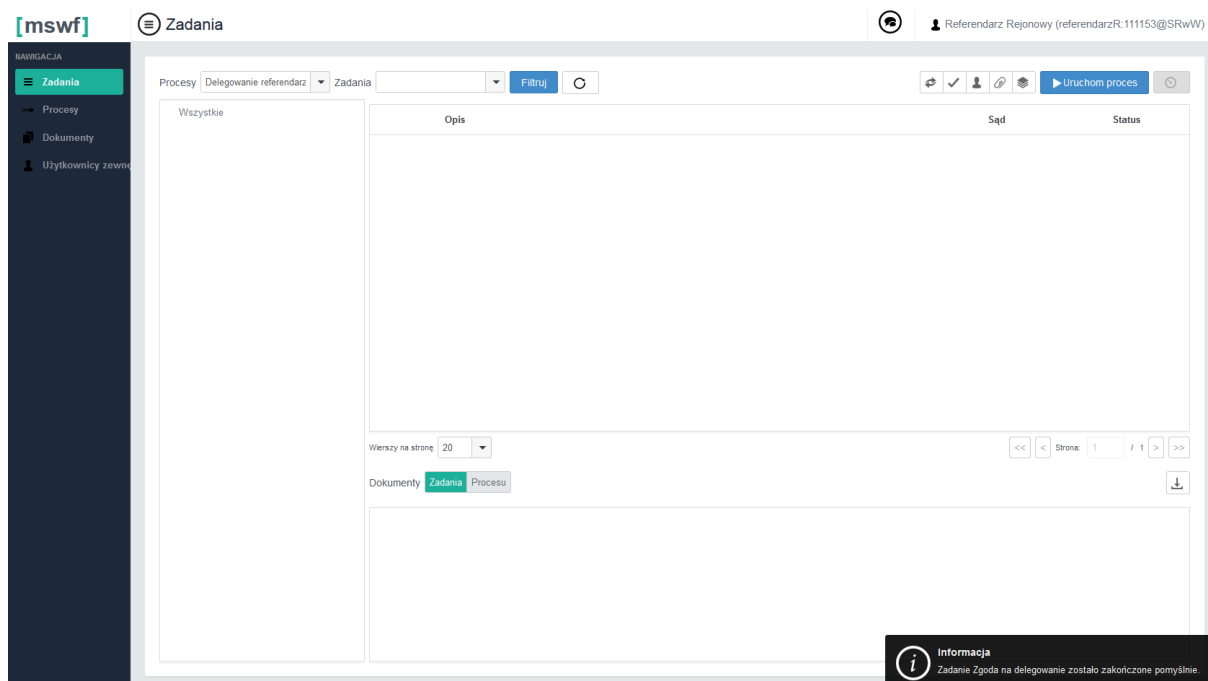 [mswf]
Zadania
Referendarz Rejonowy (referendarzR:111153@SRwW)
NAWIGACJA
Zadania
Procesy
Dokumenty
Użytkownicy zewnę
Procesy Delegowanie referendarz Zadania Filtruj Uruchom proces
Wszystkie
Opis Sąd Status
Wierszy na stronę 20 << < Strona: 1 / 1 > >>
Dokumenty Zadania Procesu
Informacja
Zadanie Zgoda na delegowanie zostało zakończone pomyślnie.